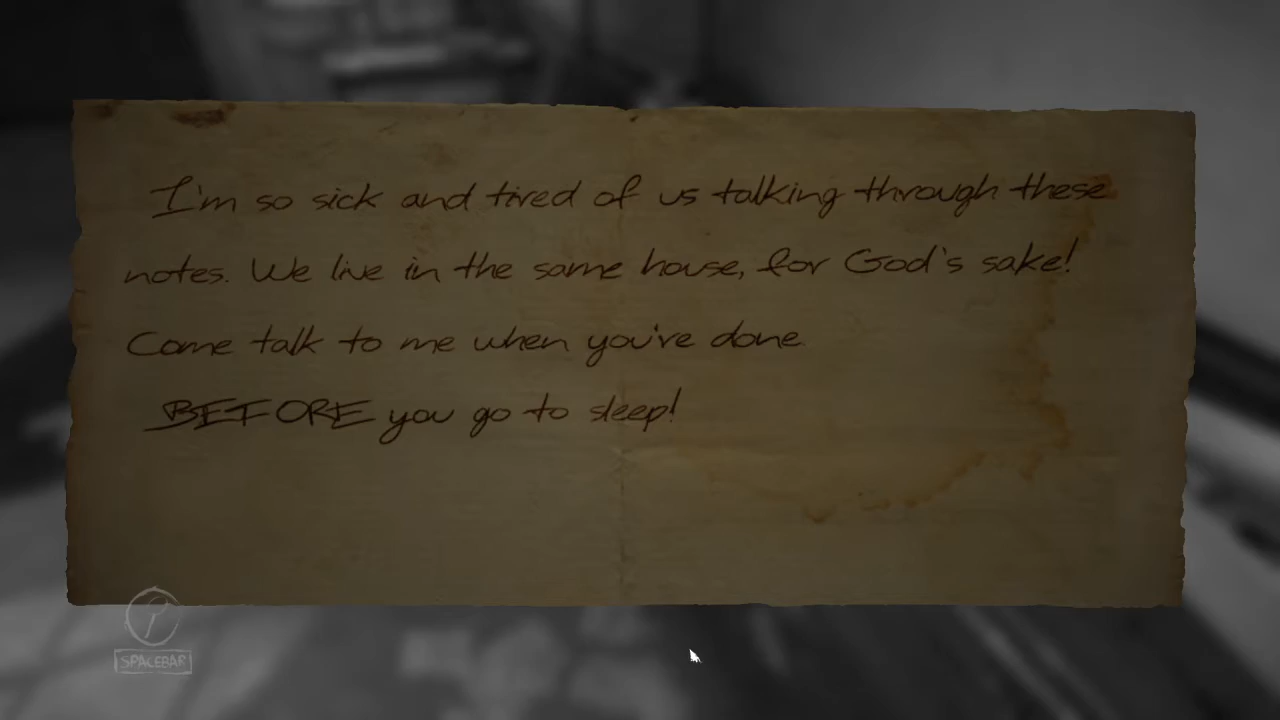 I'm so sick and tired of us talking through these
notes. We live in the same house, for God's sake!
Come talk to me when you're done.
BEFORE you go to sleep!
SPACEBAR